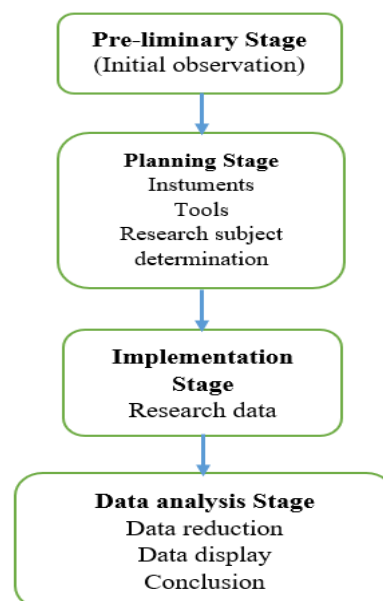 Pre-liminary Stage
(Initial observation)
Planning Stage
Instuments
Tools
Research subject
determination
Implementation
Stage
Research data
Data analysis Stage
Data reduction
Data display
Conclusion